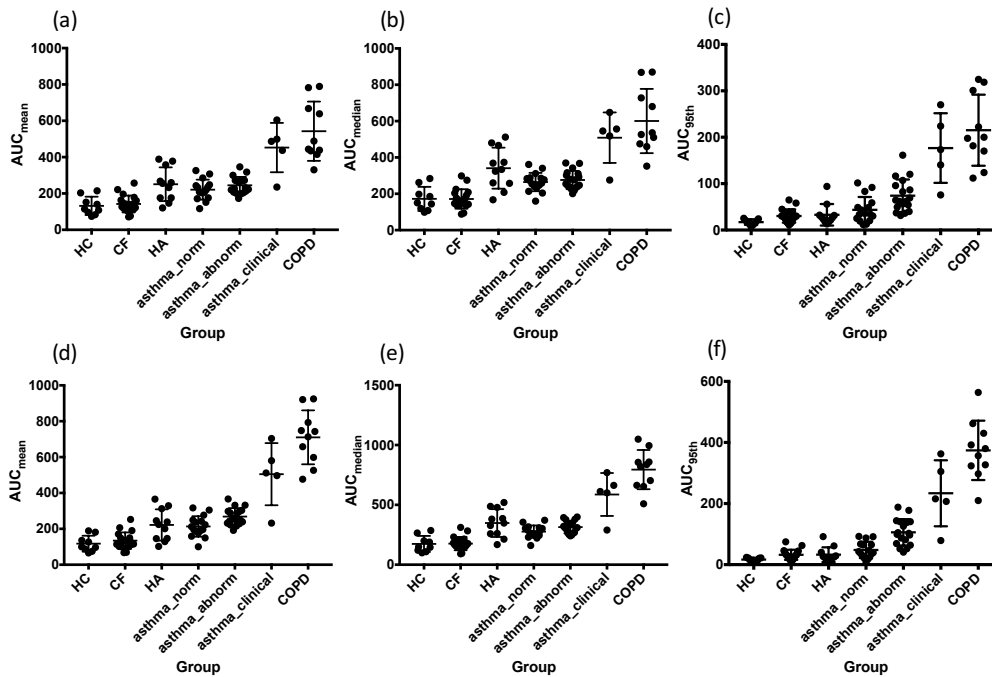 (a)
AUCmean
1000
800
600
400
200
0
HC
CF
HA
asthma_norm
asthma_abnorm
asthma_clinical
COPD
Group
(b)
AUCmedian
1000
800
600
400
200
0
HC
CF
HA
asthma_norm
asthma_abnorm
asthma_clinical
COPD
Group
(c)
AUC95th
400
300
200
100
0
HC
CF
HA
asthma_norm
asthma_abnorm
asthma_clinical
COPD
Group
(d)
AUCmean
1000
800
600
400
200
0
HC
CF
HA
asthma_norm
asthma_abnorm
asthma_clinical
COPD
Group
(e)
AUCmedian
1500
1000
500
0
HC
CF
HA
asthma_norm
asthma_abnorm
asthma_clinical
COPD
Group
(f)
AUC95th
600
400
200
0
HC
CF
HA
asthma_norm
asthma_abnorm
asthma_clinical
COPD
Group